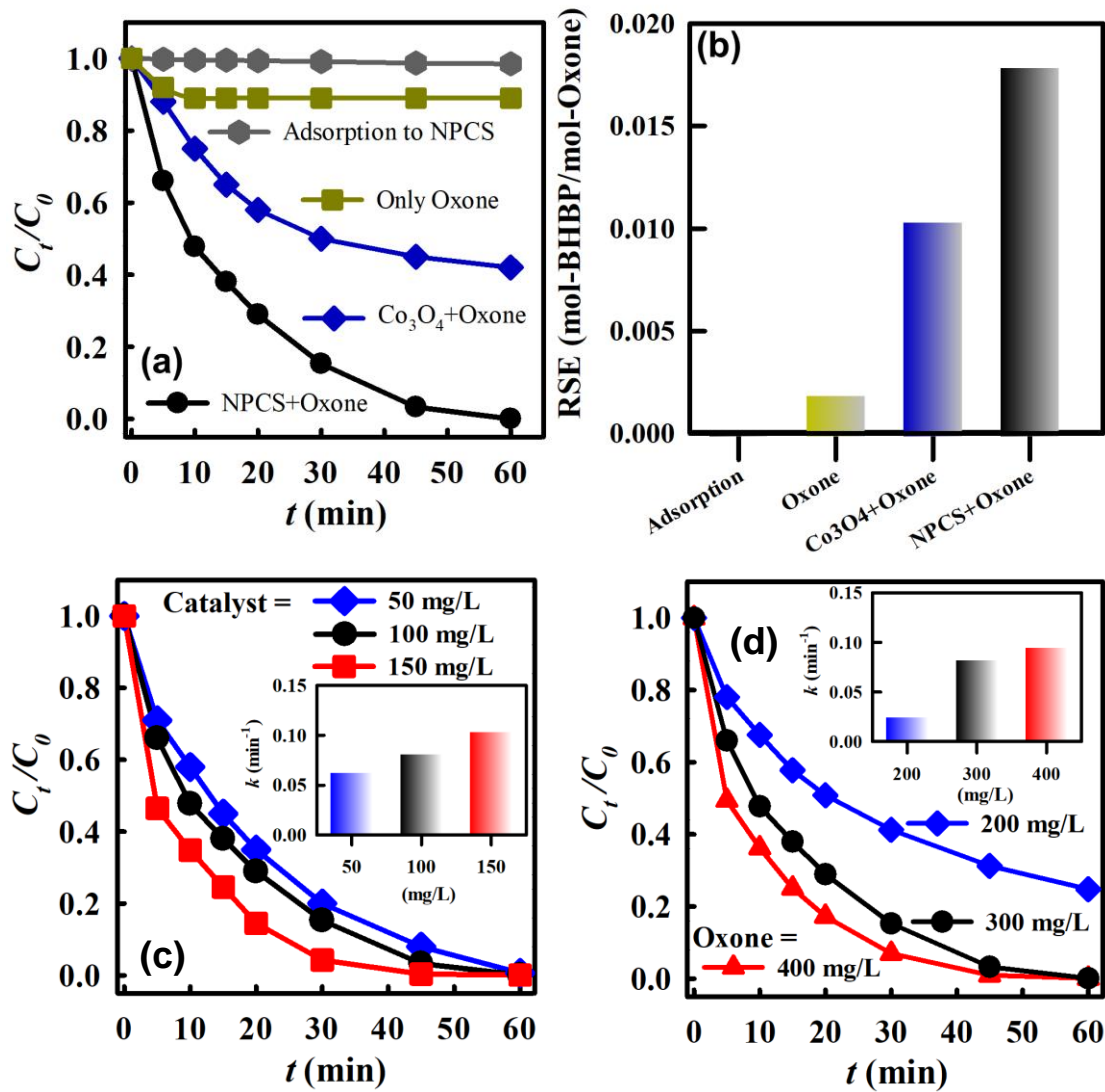 (a)
C_t/C_0
1.0
0.8
0.6
0.4
0.2
0.0
Adsorption to NPCS
Only Oxone
Co₃O₄+Oxone
NPCS+Oxone
0 10 20 30 40 50 60
t (min)
(b)
RSE (mol-BHBP/mol-Oxone)
0.020
0.015
0.010
0.005
0.000
Adsorption
Oxone
Co3O4+Oxone
NPCS+Oxone
(c)
C_t/C_0
1.0
0.8
0.6
0.4
0.2
0.0
Catalyst =
50 mg/L
100 mg/L
150 mg/L
k (min⁻¹)
0.15
0.10
0.05
0.00
50 100 150
(mg/L)
0 10 20 30 40 50 60
t (min)
(d)
C_t/C_0
1.0
0.8
0.6
0.4
0.2
0.0
k (min⁻¹)
0.15
0.10
0.05
0.00
200 300 400
(mg/L)
200 mg/L
300 mg/L
Oxone =
400 mg/L
0 10 20 30 40 50 60
t (min)